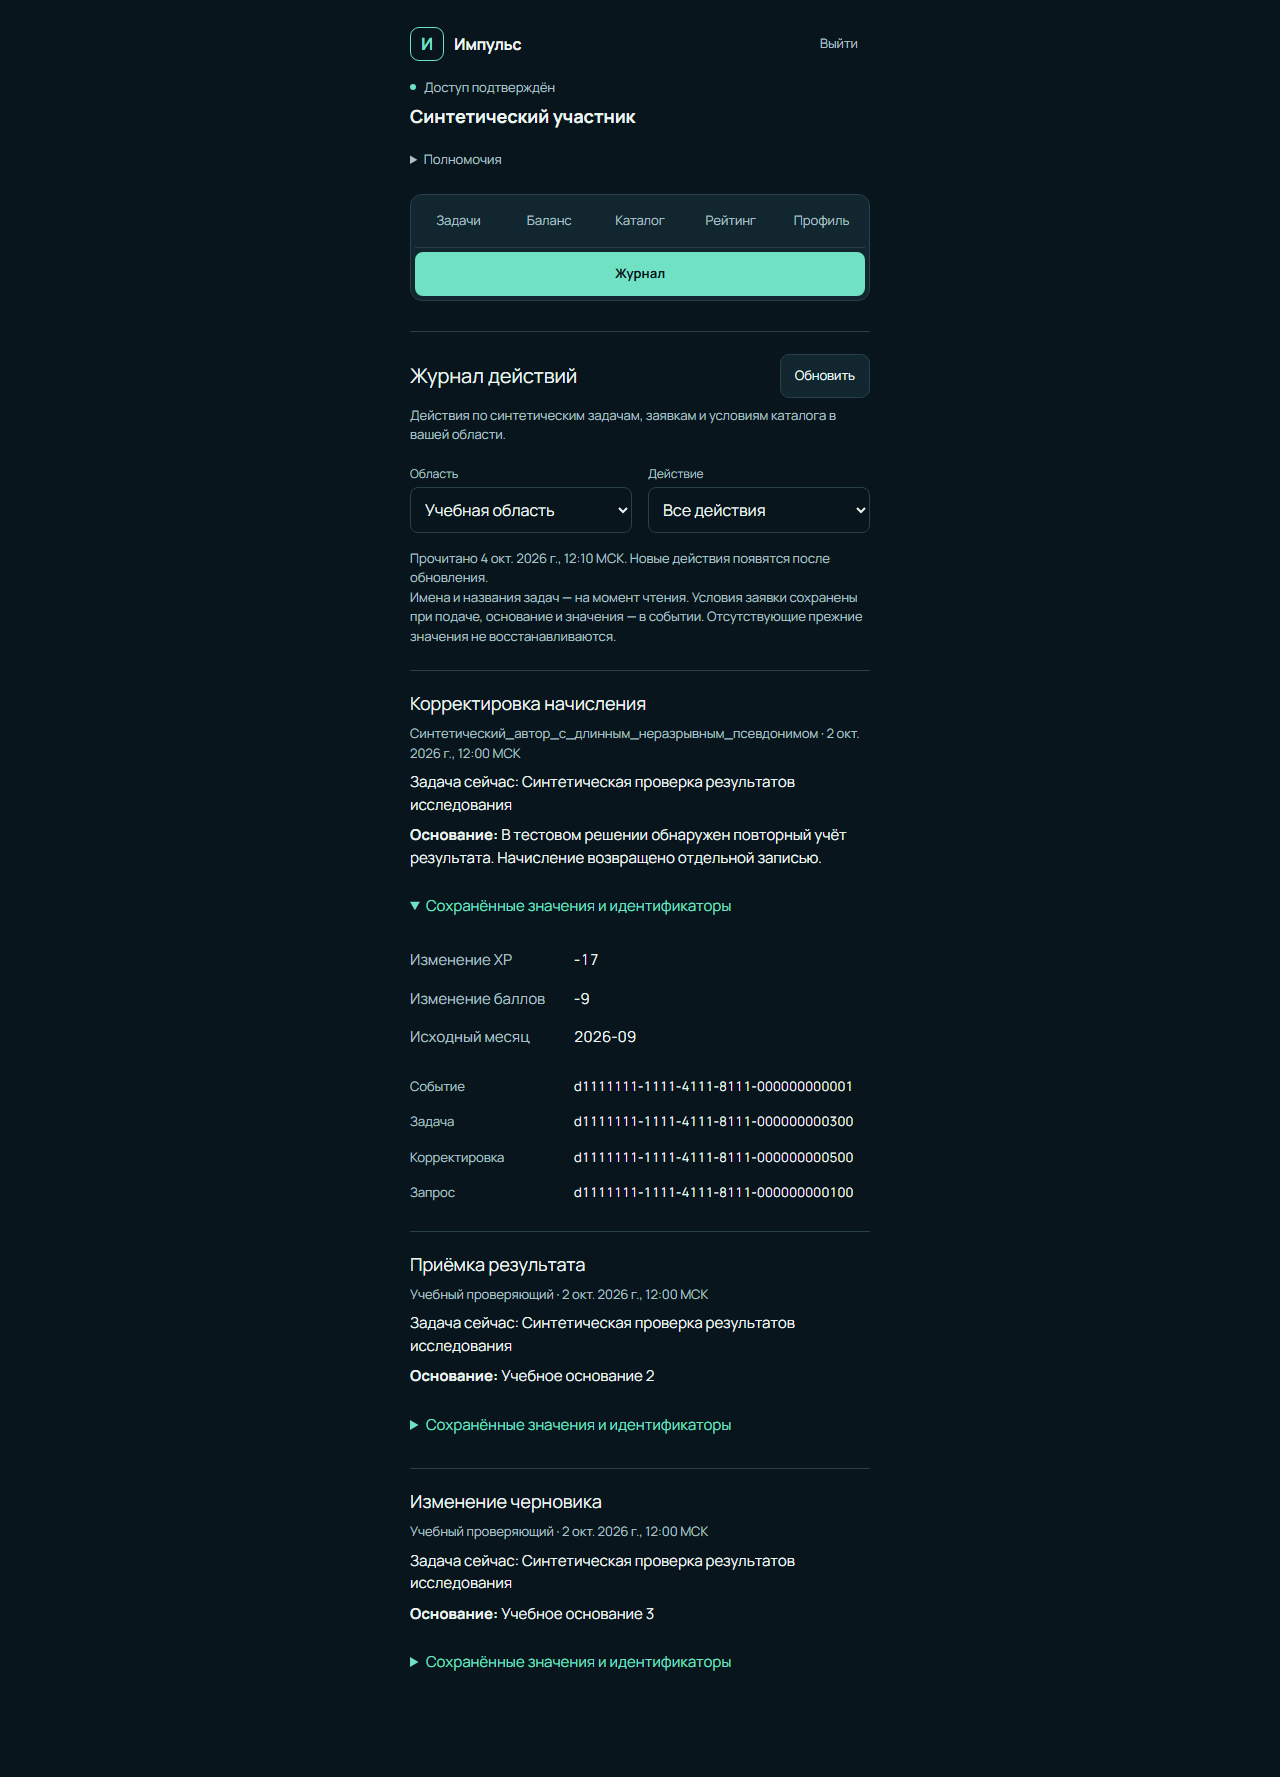 И Импульс Выйти
Доступ подтверждён
Синтетический участник
Полномочия
Задачи Баланс Каталог Рейтинг Профиль
Журнал
Журнал действий Обновить
Действия по синтетическим задачам, заявкам и условиям каталога в
вашей области.
Область Действие
Учебная область Все действия
Прочитано 4 окт. 2026 г., 12:10 МСК. Новые действия появятся после
обновления.
Имена и названия задач — на момент чтения. Условия заявки сохранены
при подаче, основание и значения — в событии. Отсутствующие прежние
значения не восстанавливаются.
Корректировка начисления
Синтетический_автор_с_длинным_неразрывным_псевдонимом · 2 окт.
2026 г., 12:00 МСК
Задача сейчас: Синтетическая проверка результатов
исследования
Основание: В тестовом решении обнаружен повторный учёт
результата. Начисление возвращено отдельной записью.
Сохранённые значения и идентификаторы
Изменение XP -17
Изменение баллов -9
Исходный месяц 2026-09
Событие d1111111-1111-4111-8111-000000000001
Задача d1111111-1111-4111-8111-000000000300
Корректировка d1111111-1111-4111-8111-000000000500
Запрос d1111111-1111-4111-8111-000000000100
Приёмка результата
Учебный проверяющий · 2 окт. 2026 г., 12:00 МСК
Задача сейчас: Синтетическая проверка результатов
исследования
Основание: Учебное основание 2
Сохранённые значения и идентификаторы
Изменение черновика
Учебный проверяющий · 2 окт. 2026 г., 12:00 МСК
Задача сейчас: Синтетическая проверка результатов
исследования
Основание: Учебное основание 3
Сохранённые значения и идентификаторы